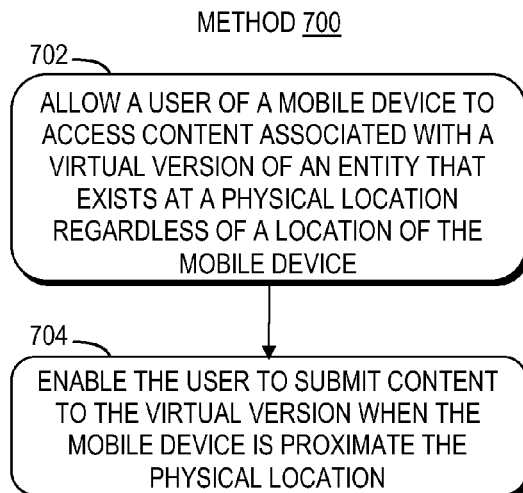 METHOD 700
702
ALLOW A USER OF A MOBILE DEVICE TO
ACCESS CONTENT ASSOCIATED WITH A
VIRTUAL VERSION OF AN ENTITY THAT
EXISTS AT A PHYSICAL LOCATION
REGARDLESS OF A LOCATION OF THE
MOBILE DEVICE
704
ENABLE THE USER TO SUBMIT CONTENT
TO THE VIRTUAL VERSION WHEN THE
MOBILE DEVICE IS PROXIMATE THE
PHYSICAL LOCATION